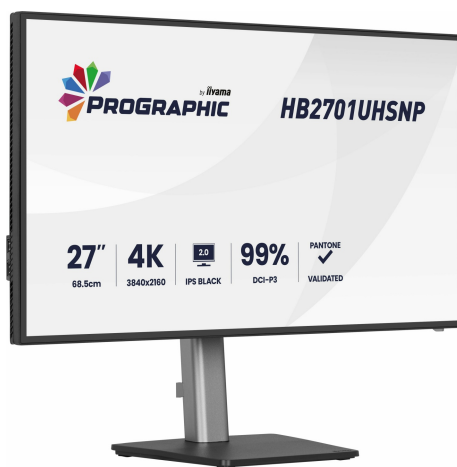 by iiyama
PROGRAPHIC
HB2701UHSNP
27"
68.5cm
4K
3840x2160
2.0
IPS BLACK
99%
DCI-P3
PANTONE
VALIDATED